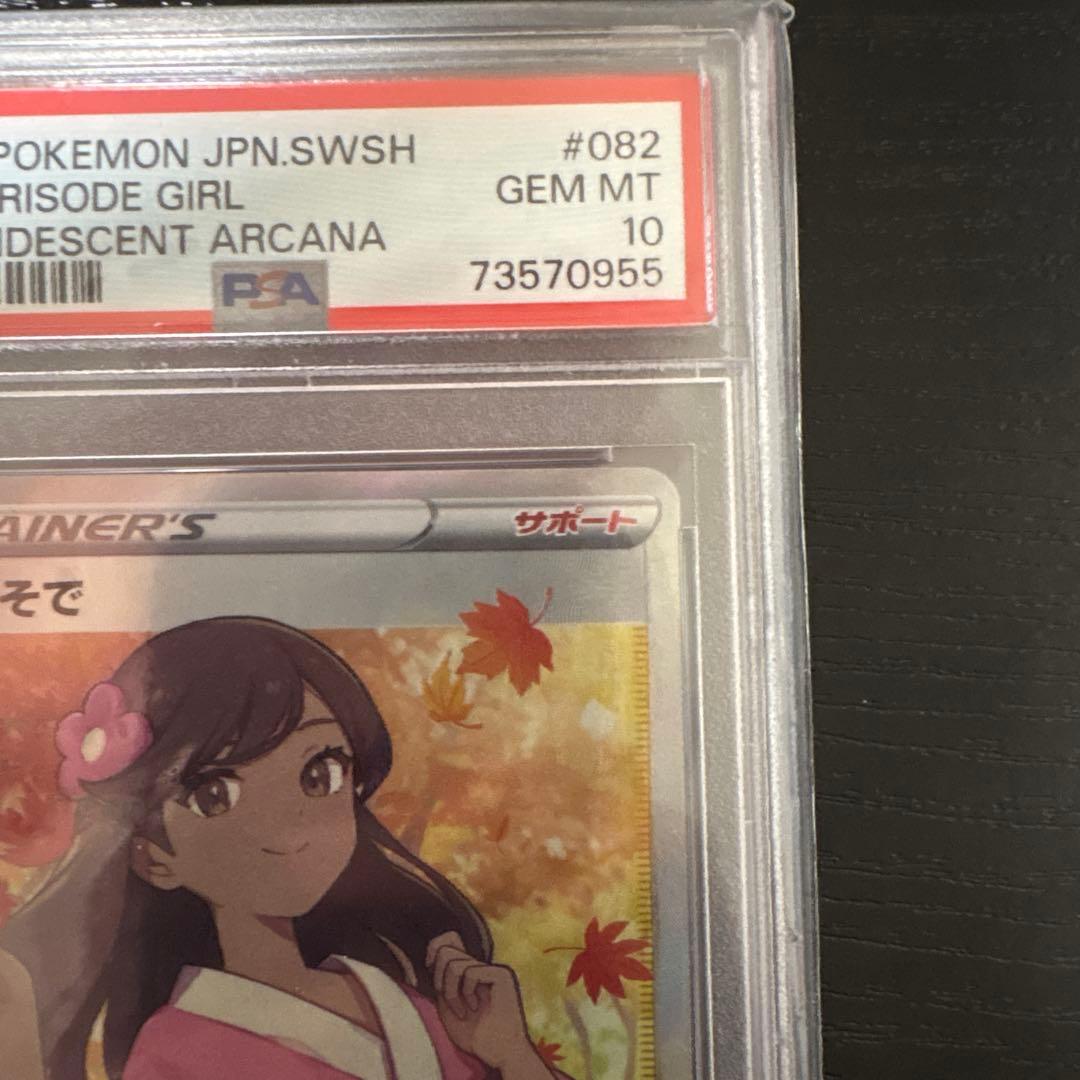 POKEMON JPN.SWSH #082
RISODE GIRL GEM MT
IDESCENT ARCANA 10
PSA 73570955
AINER'S サポート
そで